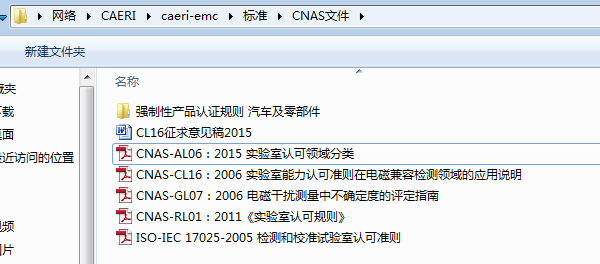 网络 CAERI caeri-emc 标准 CNAS文件
新建文件夹
名称
藏夹
下载
桌面
最近访问的位置
视频
图片
强制性产品认证规则 汽车及零部件
CL16征求意见稿2015
CNAS-AL06：2015 实验室认可领域分类
CNAS-CL16：2006 实验室能力认可准则在电磁兼容检测领域的应用说明
CNAS-GL07：2006 电磁干扰测量中不确定度的评定指南
CNAS-RL01：2011《实验室认可规则》
ISO-IEC 17025-2005 检测和校准试验室认可准则